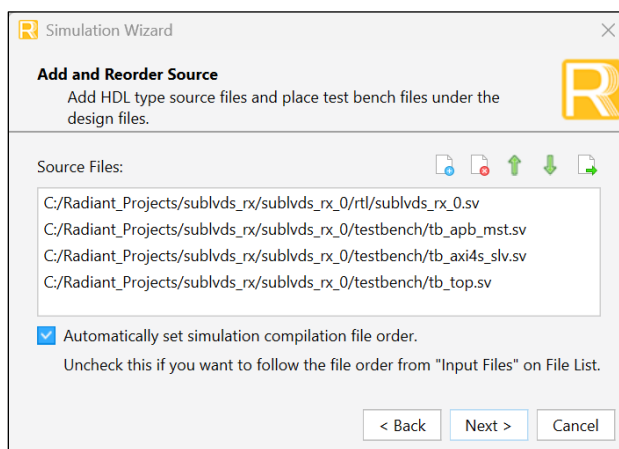 Simulation Wizard
Add and Reorder Source
Add HDL type source files and place test bench files under the
design files.
Source Files:
C:/Radiant_Projects/sublvds_rx/sublvds_rx_0/rtl/sublvds_rx_0.sv
C:/Radiant_Projects/sublvds_rx/sublvds_rx_0/testbench/tb_apb_mst.sv
C:/Radiant_Projects/sublvds_rx/sublvds_rx_0/testbench/tb_axi4s_slv.sv
C:/Radiant_Projects/sublvds_rx/sublvds_rx_0/testbench/tb_top.sv
Automatically set simulation compilation file order.
Uncheck this if you want to follow the file order from "Input Files" on File List.
< Back Next > Cancel